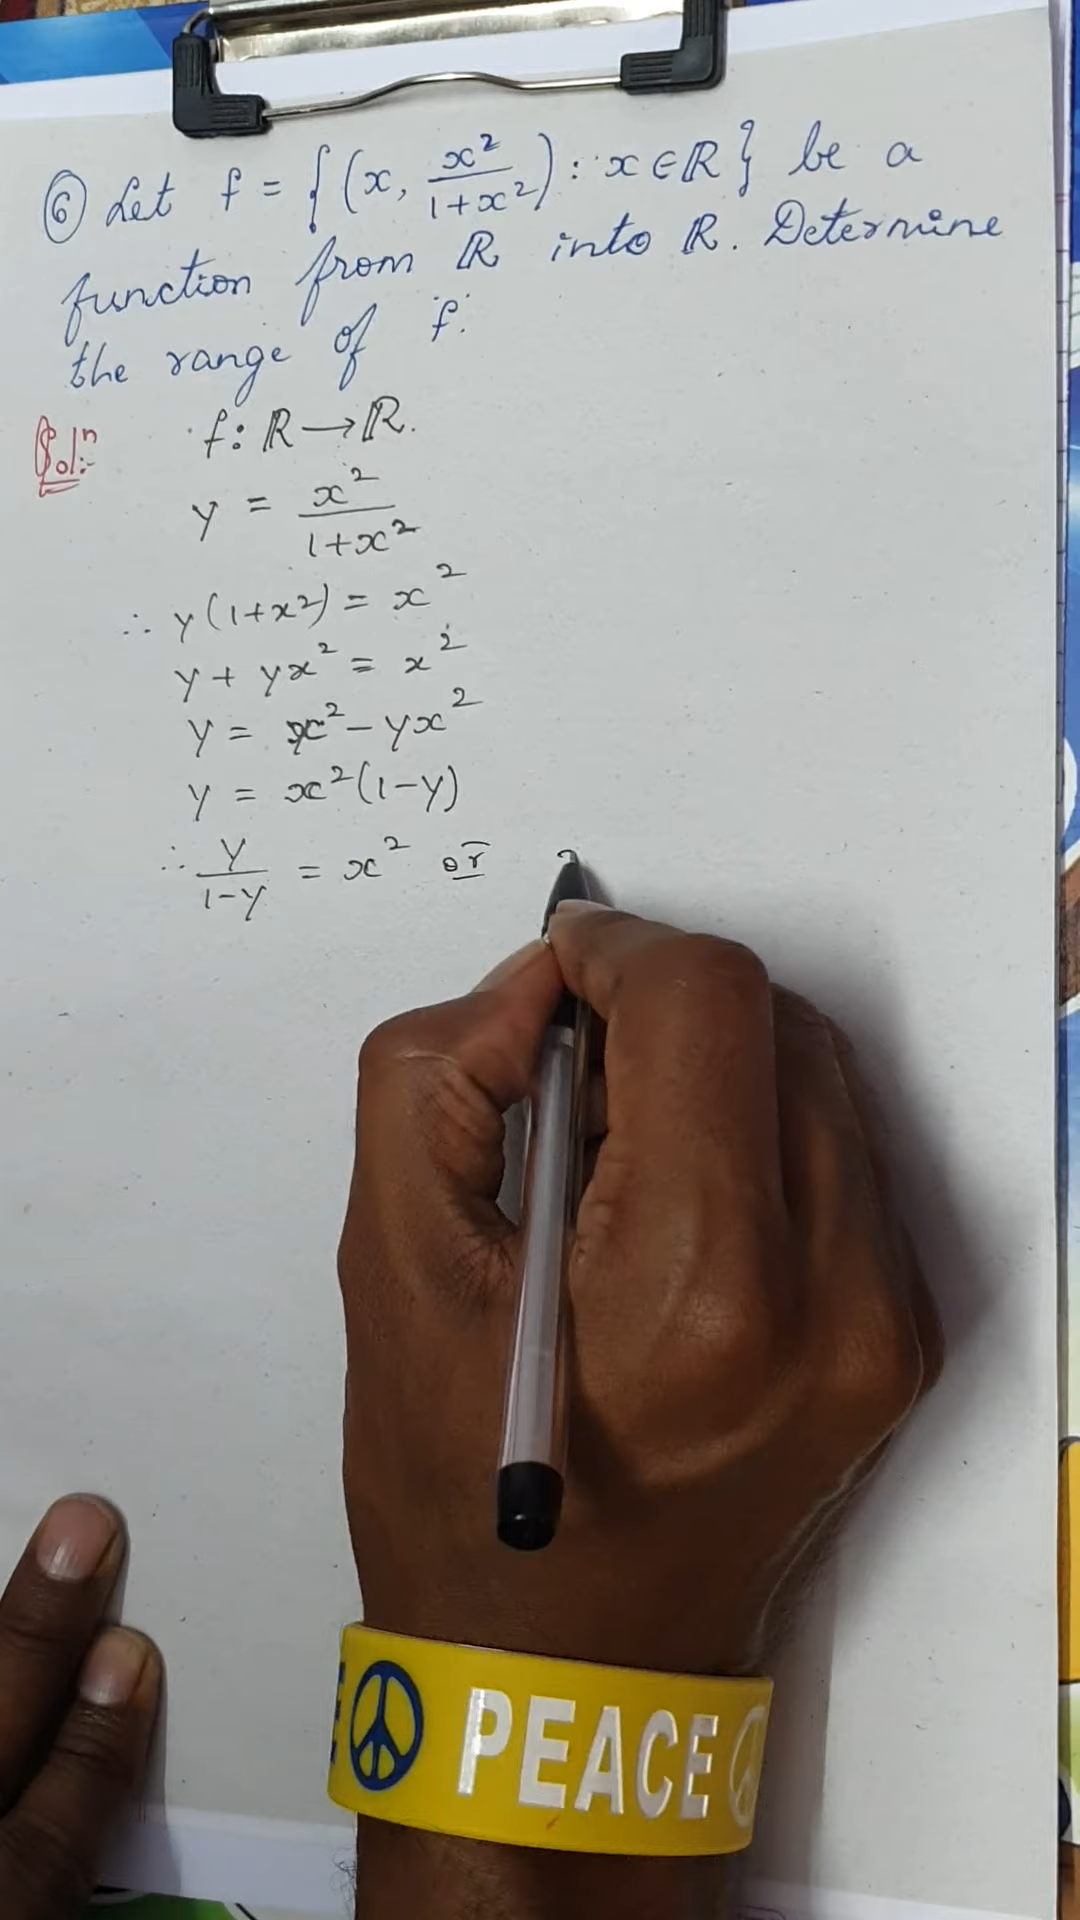 ⑥ Let f = {(x, x²/(1+x²)) : x ∈ ℝ} be a
function from ℝ into ℝ. Determine
the range of f.
Solⁿ:-
f: ℝ → ℝ.
y = x²/(1+x²)
∴ y(1+x²) = x²
y + yx² = x²
y = x² - yx²
y = x²(1-y)
∴ y/(1-y) = x² or
PEACE